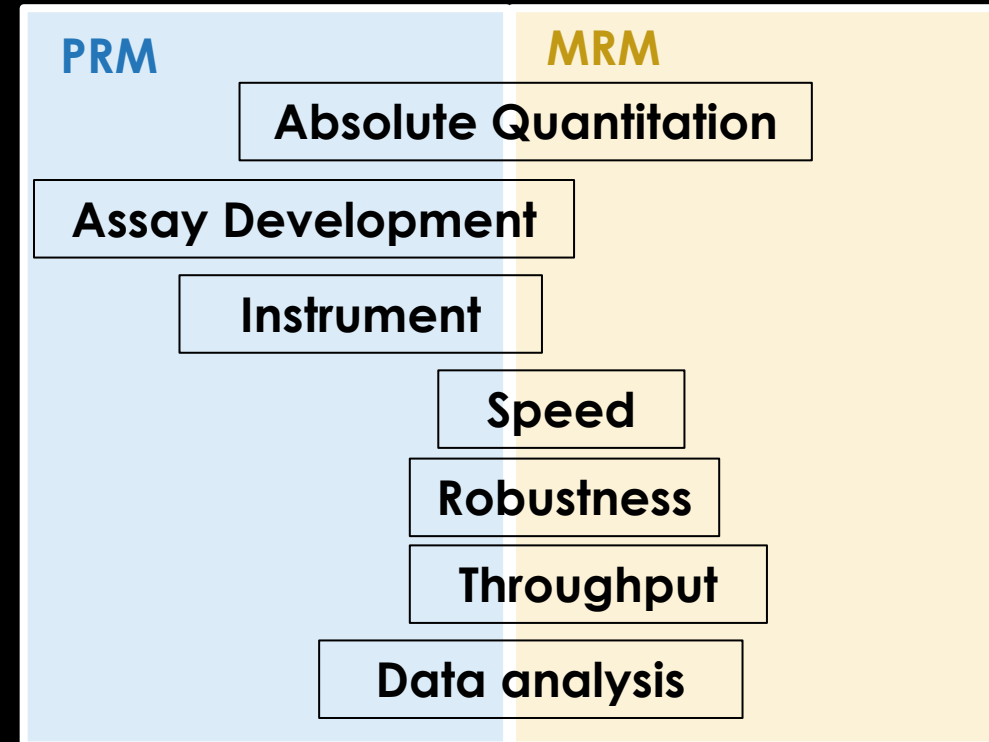 PRM
MRM
Absolute Quantitation
Assay Development
Instrument
Speed
Robustness
Throughput
Data analysis